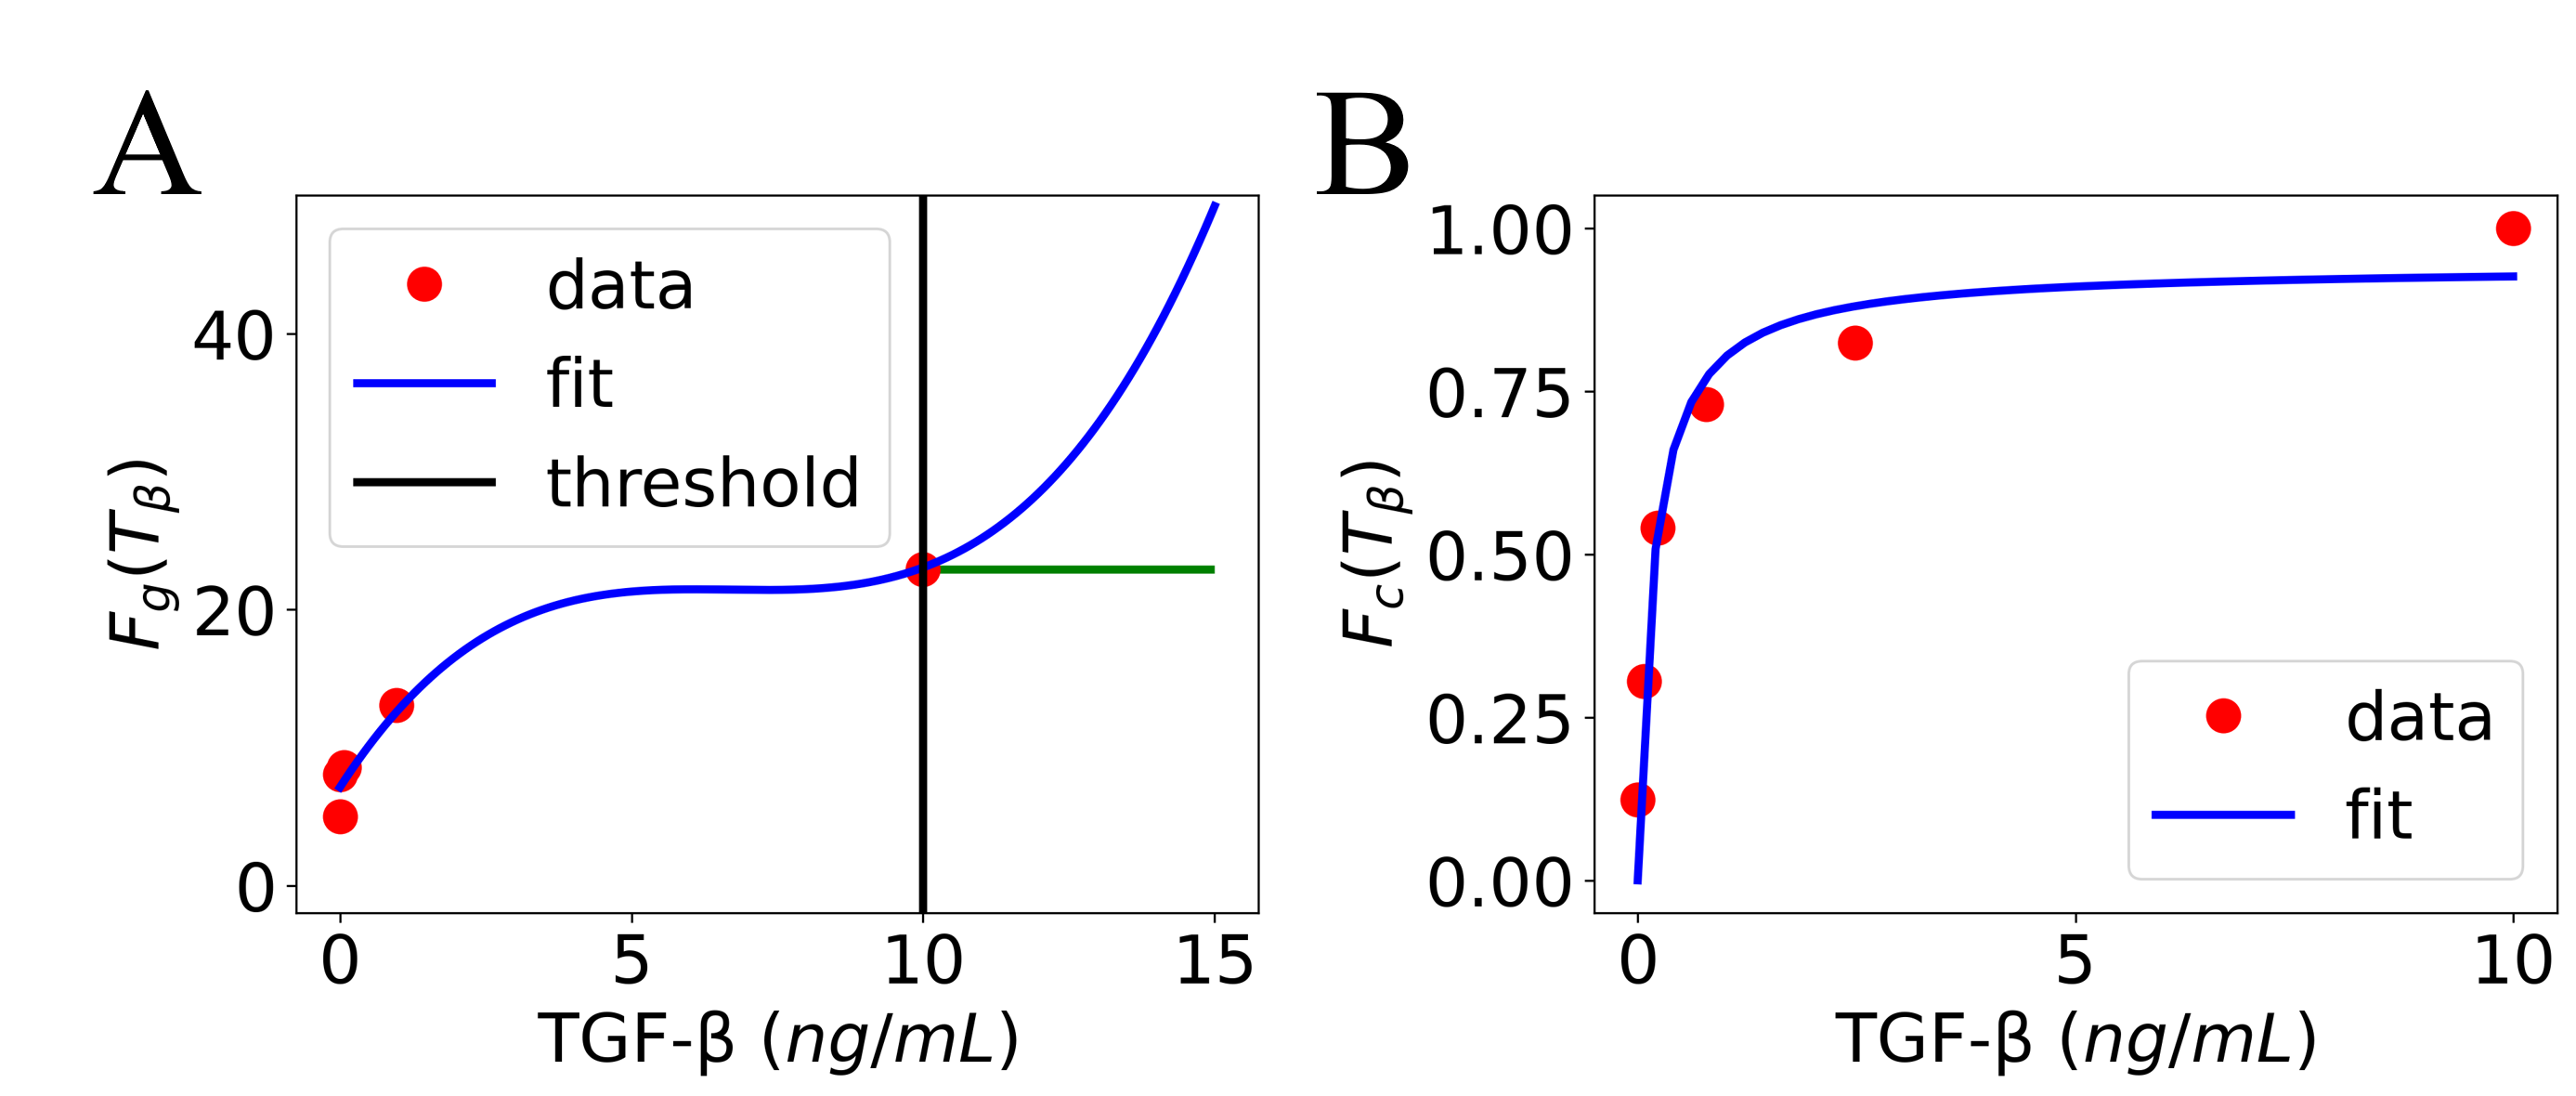 A
data
fit
threshold
40
20
0
F_g(T_β)
0 5 10 15
TGF-β (ng/mL)
B
1.00
0.75
0.50
0.25
0.00
F_c(T_β)
data
fit
0 5 10
TGF-β (ng/mL)